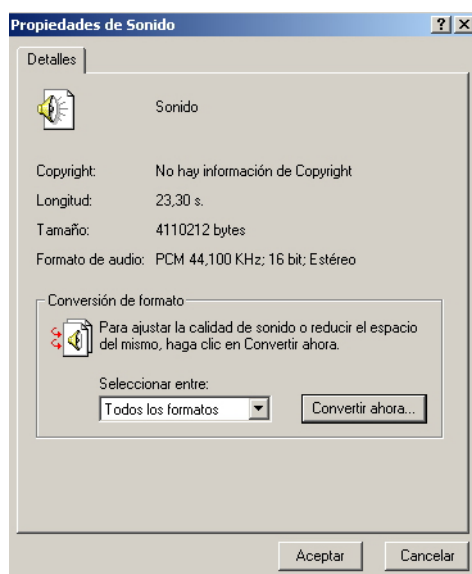 Propiedades de Sonido
Detalles
Sonido
Copyright: No hay información de Copyright
Longitud: 23,30 s.
Tamaño: 4110212 bytes
Formato de audio: PCM 44,100 KHz; 16 bit; Estéreo
Conversión de formato
Para ajustar la calidad de sonido o reducir el espacio
del mismo, haga clic en Convertir ahora.
Seleccionar entre:
Todos los formatos Convertir ahora...
Aceptar Cancelar